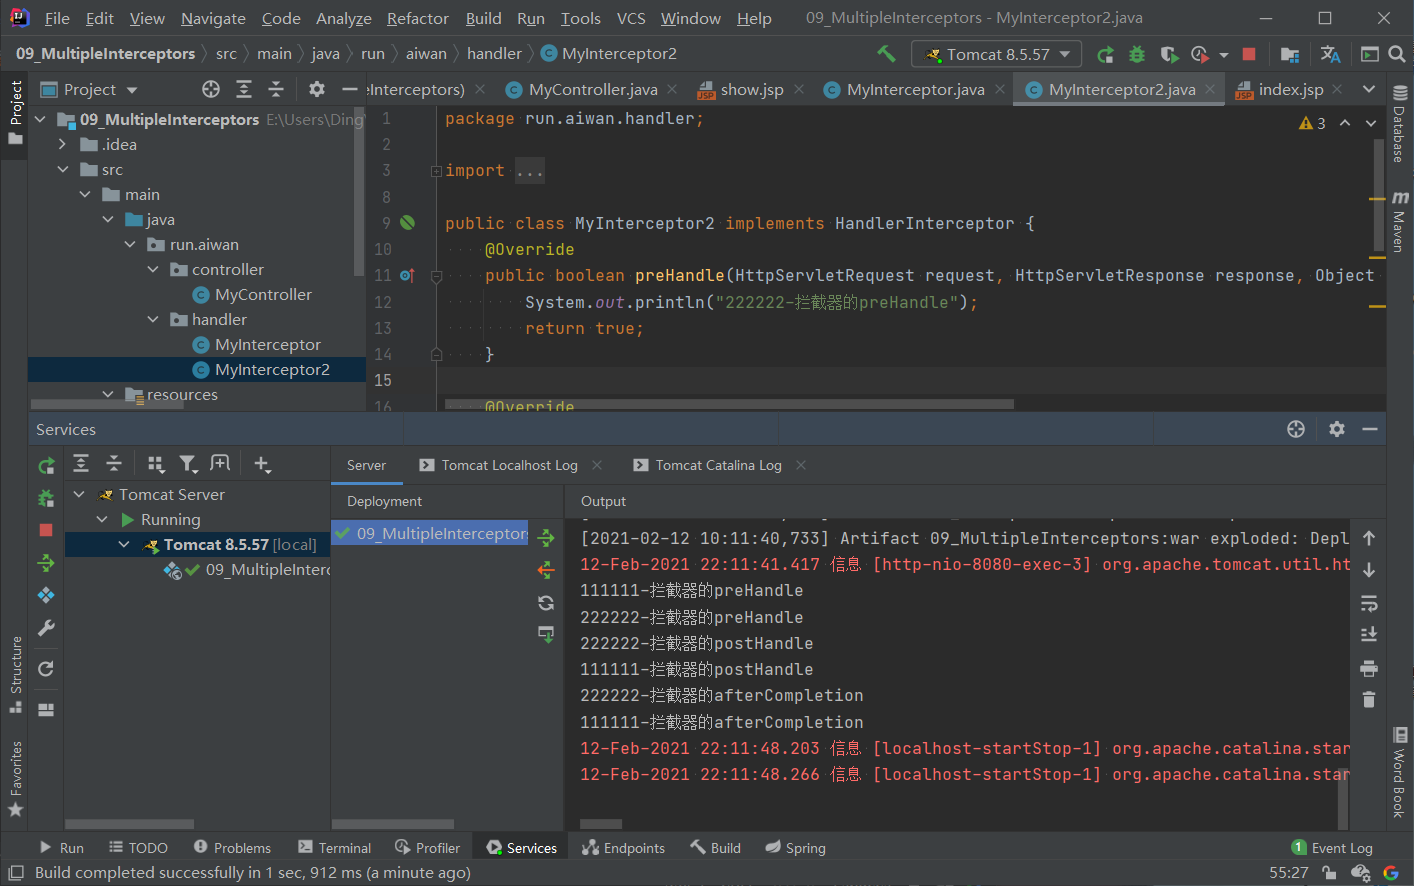 File Edit View Navigate Code Analyze Refactor Build Run Tools VCS Window Help 09_MultipleInterceptors - MyInterceptor2.java
09_MultipleInterceptors src main java run aiwan handler MyInterceptor2 Tomcat 8.5.57
Project
Project
eInterceptors) MyController.java show.jsp MyInterceptor.java MyInterceptor2.java index.jsp
09_MultipleInterceptors E:\Users\Ding
.idea
src
main
java
run.aiwan
controller
MyController
handler
MyInterceptor
MyInterceptor2
resources
1 package run.aiwan.handler;
2
3 import ...
8
9 public class MyInterceptor2 implements HandlerInterceptor {
10 @Override
11 public boolean preHandle(HttpServletRequest request, HttpServletResponse response, Object
12 System.out.println("222222-拦截器的preHandle");
13 return true;
14 }
15
16 @Override
3
Database
Maven
Word Book
Services
Tomcat Server
Running
Tomcat 8.5.57 [local]
09_MultipleInterc
Server Tomcat Localhost Log Tomcat Catalina Log
Deployment
09_MultipleInterceptors
Output
[2021-02-12 10:11:40,733] Artifact 09_MultipleInterceptors:war exploded: Depl
12-Feb-2021 22:11:41.417 信息 [http-nio-8080-exec-3] org.apache.tomcat.util.ht
111111-拦截器的preHandle
222222-拦截器的preHandle
222222-拦截器的postHandle
111111-拦截器的postHandle
222222-拦截器的afterCompletion
111111-拦截器的afterCompletion
12-Feb-2021 22:11:48.203 信息 [localhost-startStop-1] org.apache.catalina.star
12-Feb-2021 22:11:48.266 信息 [localhost-startStop-1] org.apache.catalina.star
Structure
Favorites
Run TODO Problems Terminal Profiler Services Endpoints Build Spring 1 Event Log
Build completed successfully in 1 sec, 912 ms (a minute ago) 55:27